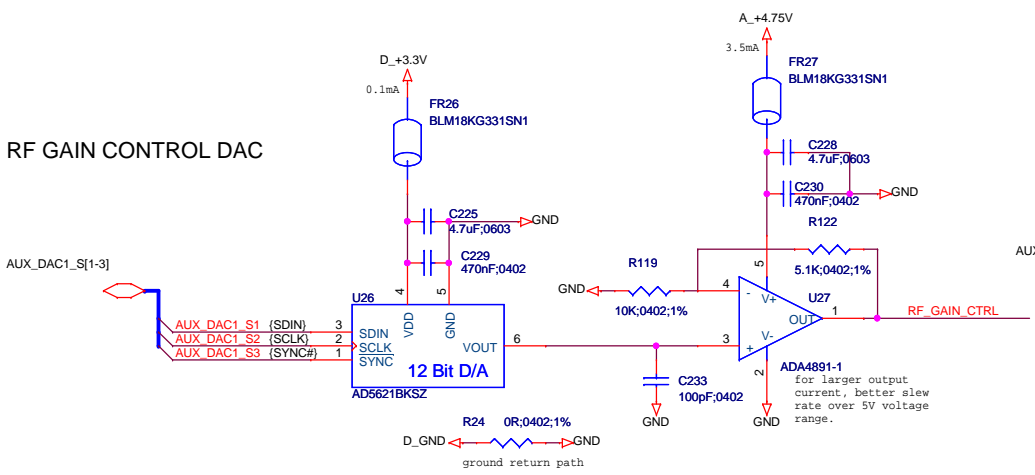 A_+4.75V
3.5mA
FR27
BLM18KG331SN1
D_+3.3V
0.1mA
FR26
BLM18KG331SN1
RF GAIN CONTROL DAC
C228
4.7uF;0603
C230
470nF;0402
GND
R122
5.1K;0402;1%
C225
4.7uF;0603
GND
C229
470nF;0402
AUX_DAC1_S[1-3]
R119
GND
10K;0402;1%
U26
4
5
VDD
GND
AUX_DAC1_S1 {SDIN} 3 SDIN
AUX_DAC1_S2 {SCLK} 2 SCLK
AUX_DAC1_S3 {SYNC#} 1 SYNC
VOUT 6
12 Bit D/A
AD5621BKSZ
5
4 -
V+
U27
OUT 1
RF_GAIN_CTRL
3 +
V-
2
ADA4891-1
for larger output
current, better slew
rate over 5V voltage
range.
C233
100pF;0402
GND
GND
R24 0R;0402;1%
D_GND
GND
ground return path